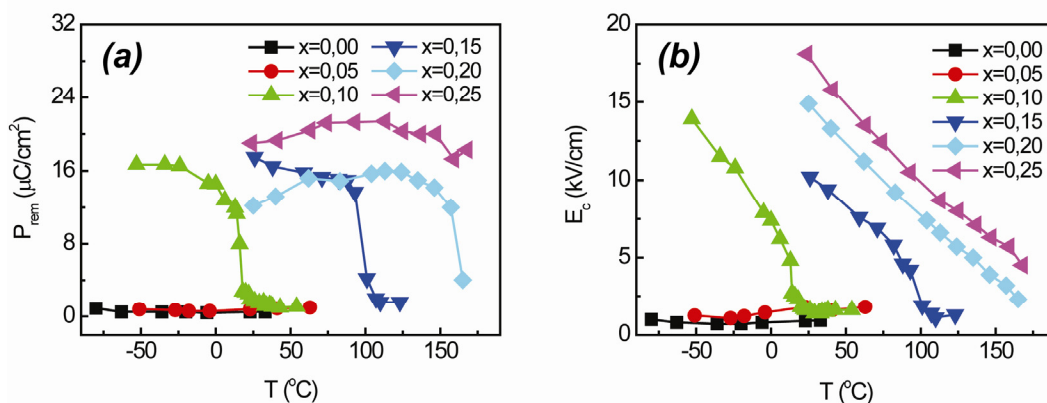 (a)
x=0,00
x=0,05
x=0,10
x=0,15
x=0,20
x=0,25
32
24
16
8
0
P_rem (μC/cm²)
-50
0
50
100
150
T (°C)
(b)
x=0,00
x=0,05
x=0,10
x=0,15
x=0,20
x=0,25
20
15
10
5
0
E_c (kV/cm)
-50
0
50
100
150
T (°C)